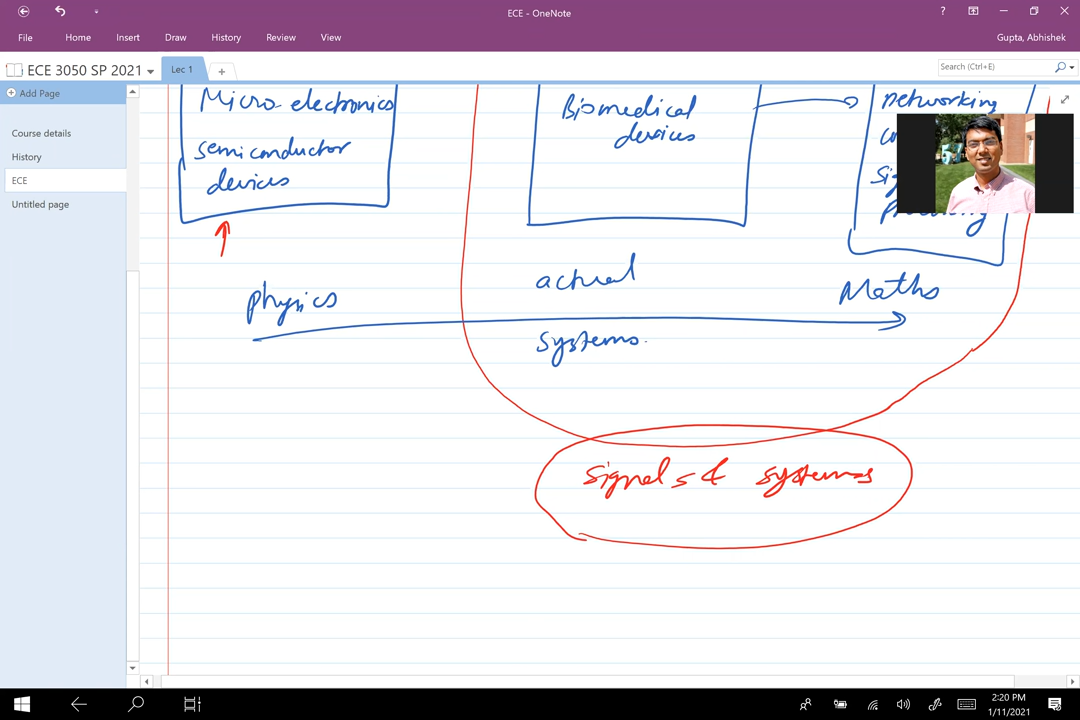 ECE - OneNote
?
File Home Insert Draw History Review View
Gupta, Abhishek
ECE 3050 SP 2021
Lec 1
Search (Ctrl+E)
Add Page
Course details
History
ECE
Untitled page
Micro electronics
semiconductor
devices
Biomedical
devices
networking
physics
actual
systems.
Maths
signals & systems
2:20 PM
1/11/2021